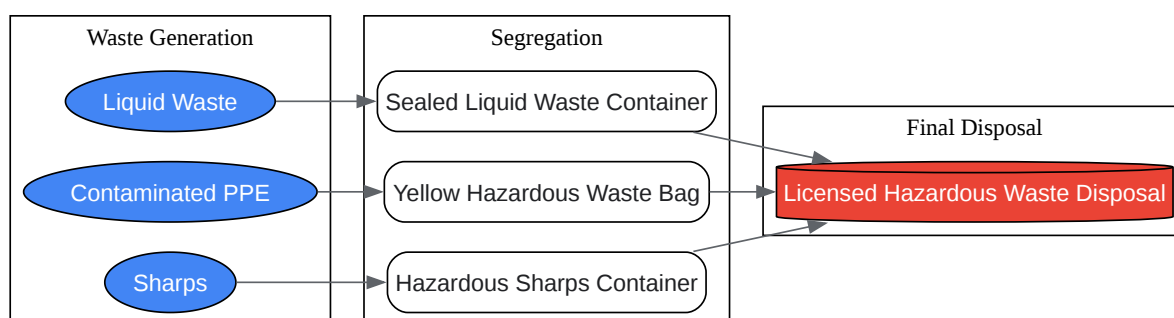 Waste Generation
Liquid Waste
Contaminated PPE
Sharps
Segregation
Sealed Liquid Waste Container
Yellow Hazardous Waste Bag
Hazardous Sharps Container
Final Disposal
Licensed Hazardous Waste Disposal